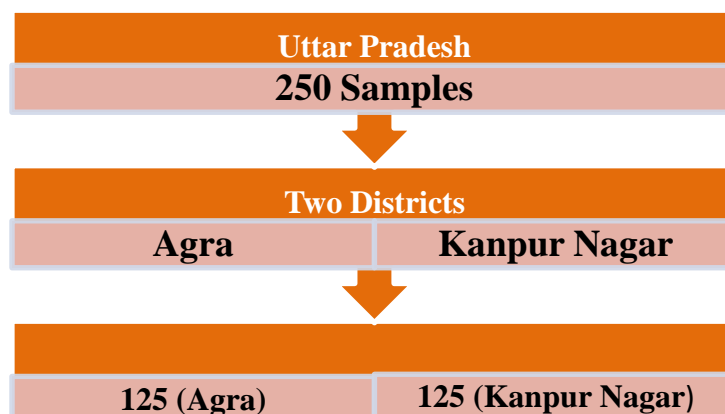 Uttar Pradesh
250 Samples
Two Districts
Agra
Kanpur Nagar
125 (Agra)
125 (Kanpur Nagar)